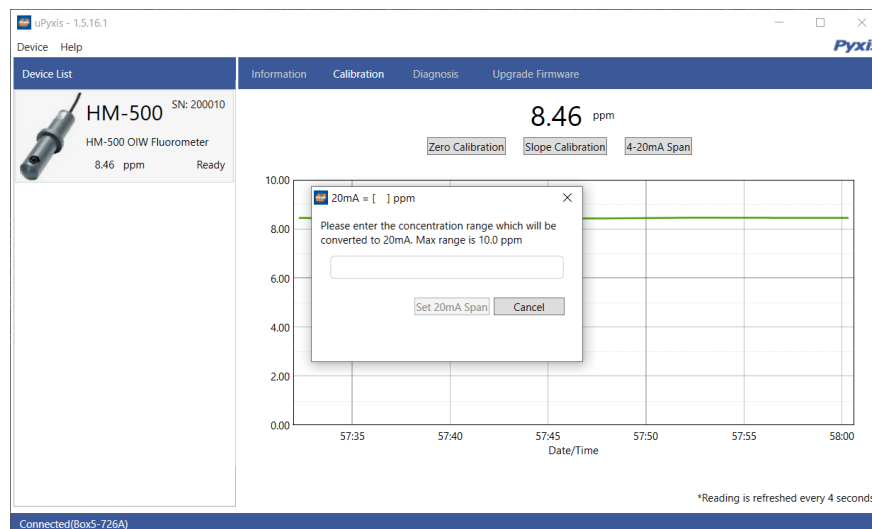 uPyxis - 1.5.16.1
Device Help
Pyxis
Device List
Information Calibration Diagnosis Upgrade Firmware
HM-500 SN: 200010
HM-500 OIW Fluorometer
8.46 ppm Ready
8.46 ppm
Zero Calibration Slope Calibration 4-20mA Span
20mA = [ ] ppm
Please enter the concentration range which will be
converted to 20mA. Max range is 10.0 ppm
Set 20mA Span Cancel
10.00
8.00
6.00
4.00
2.00
0.00
57:35 57:40 57:45 57:50 57:55 58:00
Date/Time
*Reading is refreshed every 4 seconds
Connected(Box5-726A)